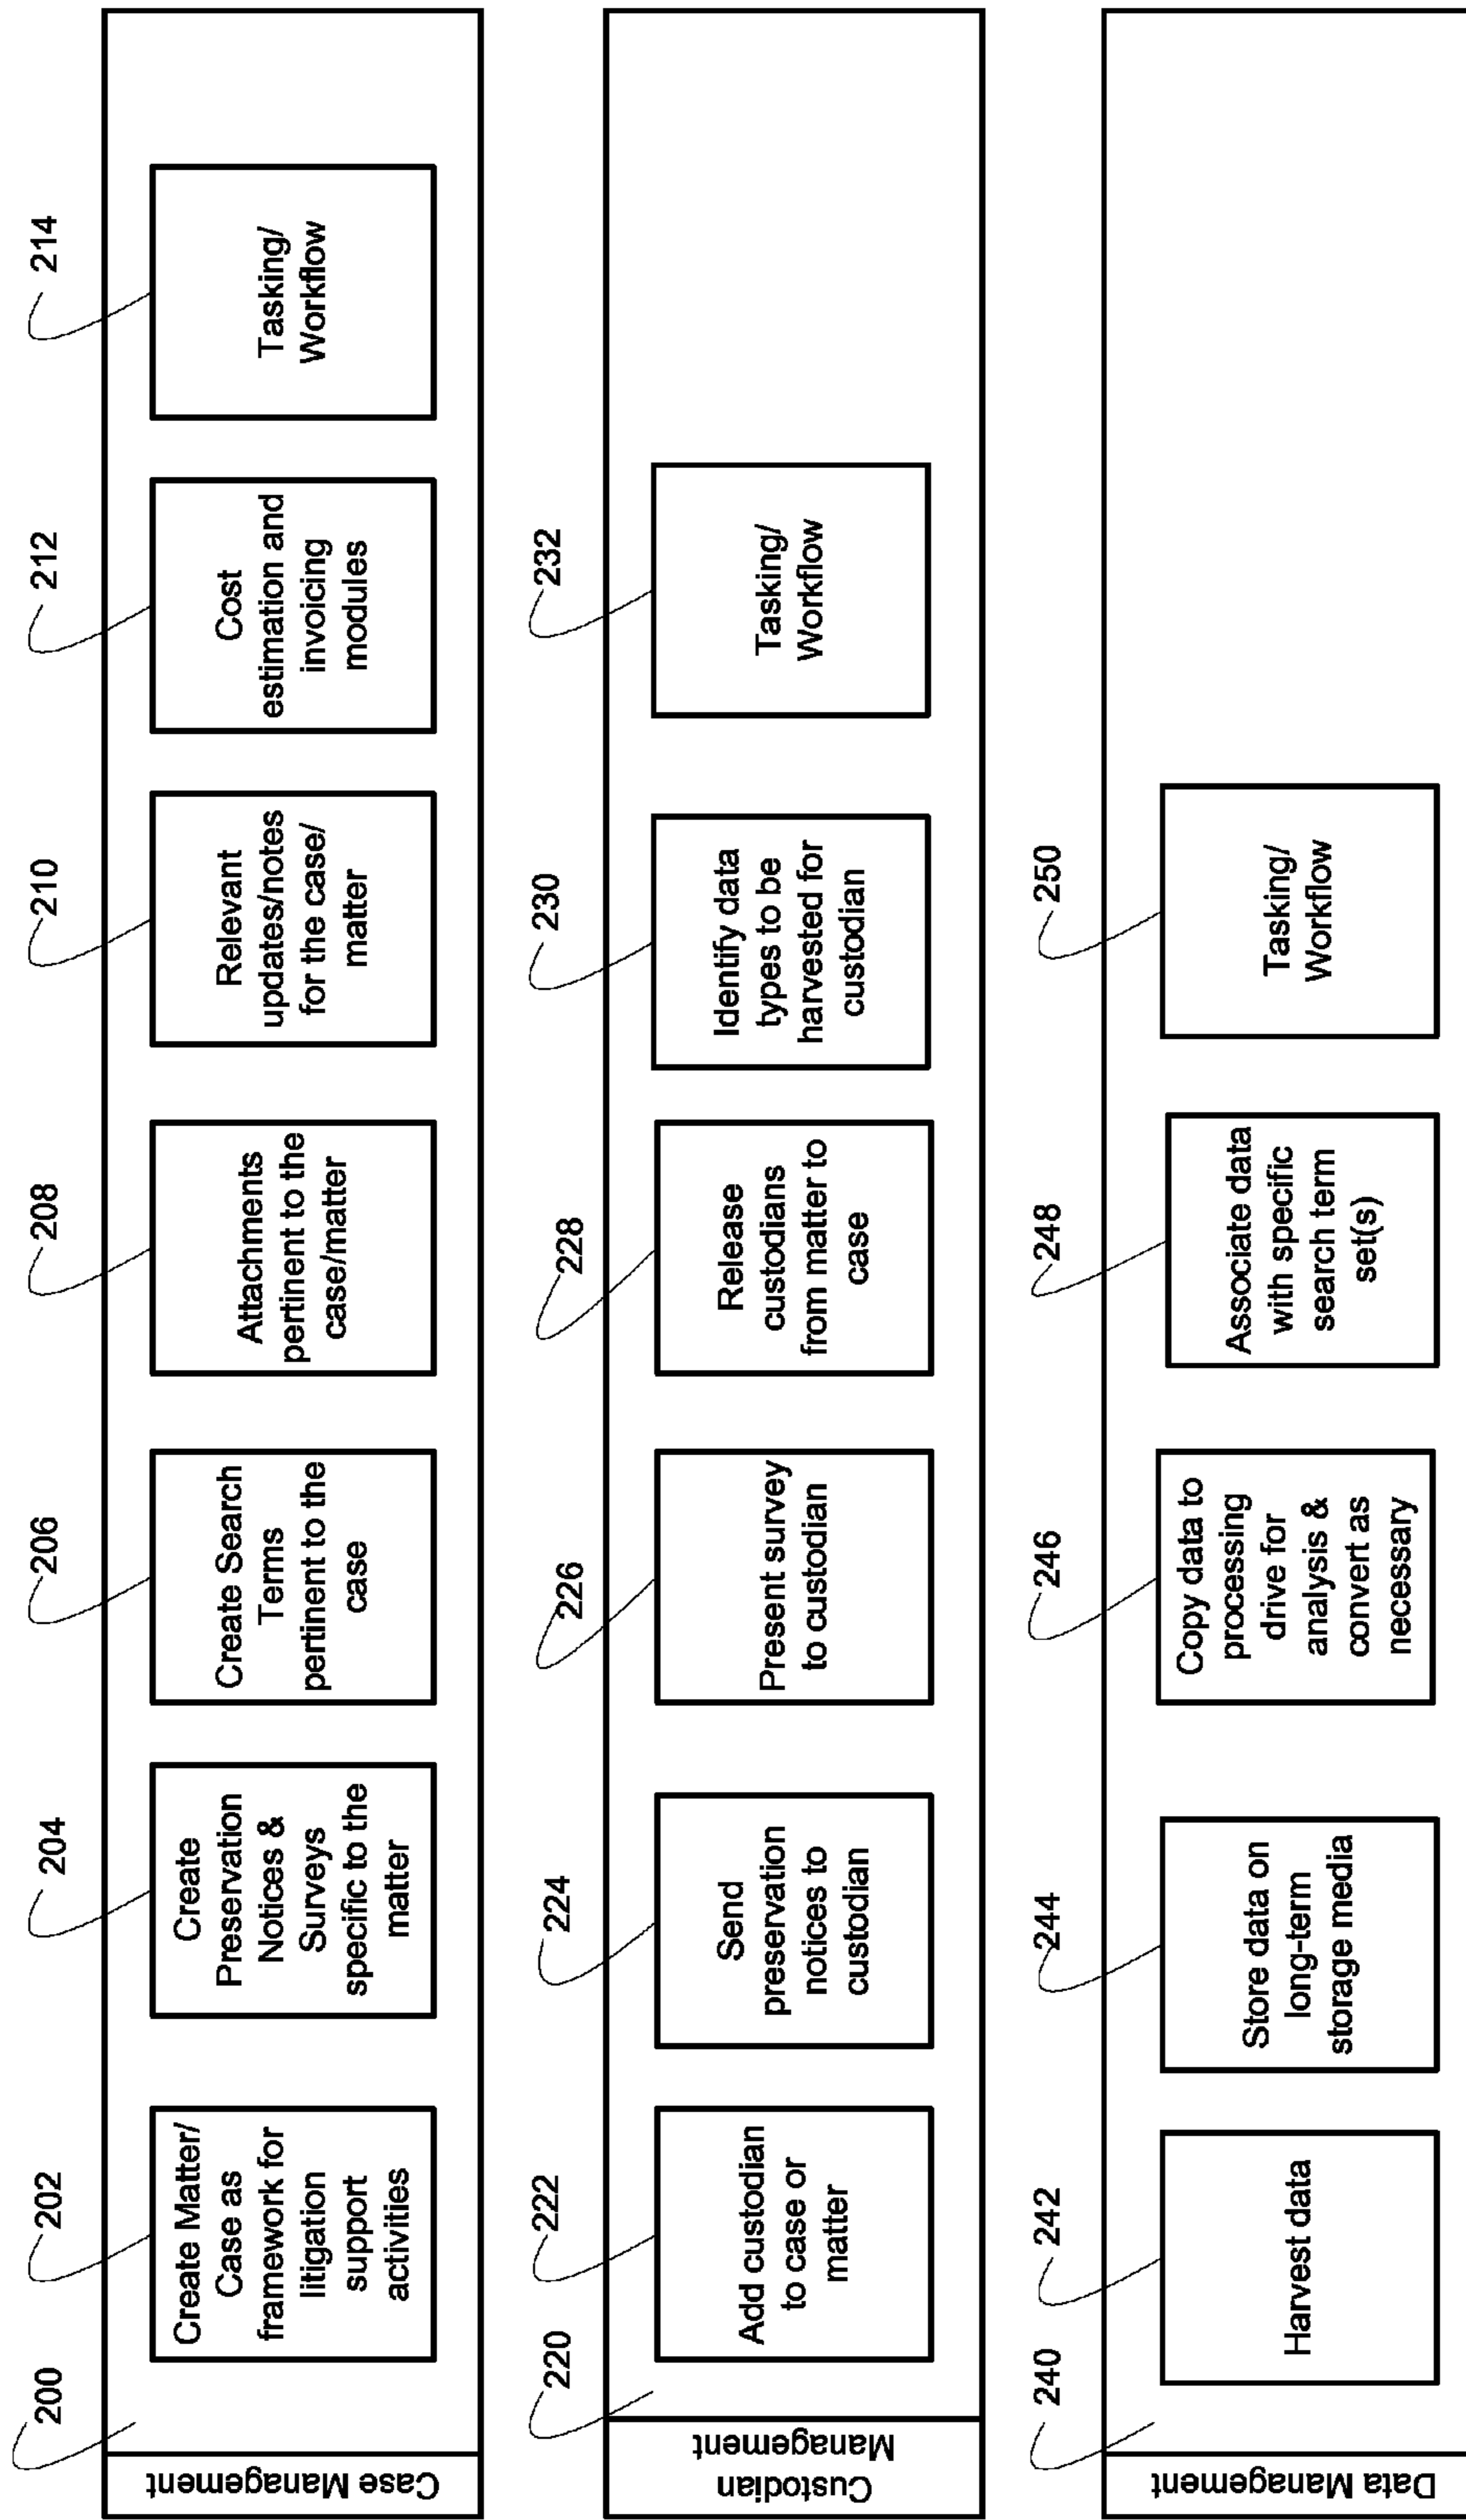 Case Management
200
202
Create Matter/
Case as
framework for
litigation
support
activities
204
Create
Preservation
Notices &
Surveys
specific to the
matter
206
Create Search
Terms
pertinent to the
case
208
Attachments
pertinent to the
case/matter
210
Relevant
updates/notes
for the case/
matter
212
Cost
estimation and
invoicing
modules
214
Tasking/
Workflow
Custodian
Management
220
222
Add custodian
to case or
matter
224
Send
preservation
notices to
custodian
226
Present survey
to custodian
228
Release
custodians
from matter to
case
230
Identify data
types to be
harvested for
custodian
232
Tasking/
Workflow
Data Management
240
242
Harvest data
244
Store data on
long-term
storage media
246
Copy data to
processing
drive for
analysis &
convert as
necessary
248
Associate data
with specific
search term
set(s)
250
Tasking/
Workflow